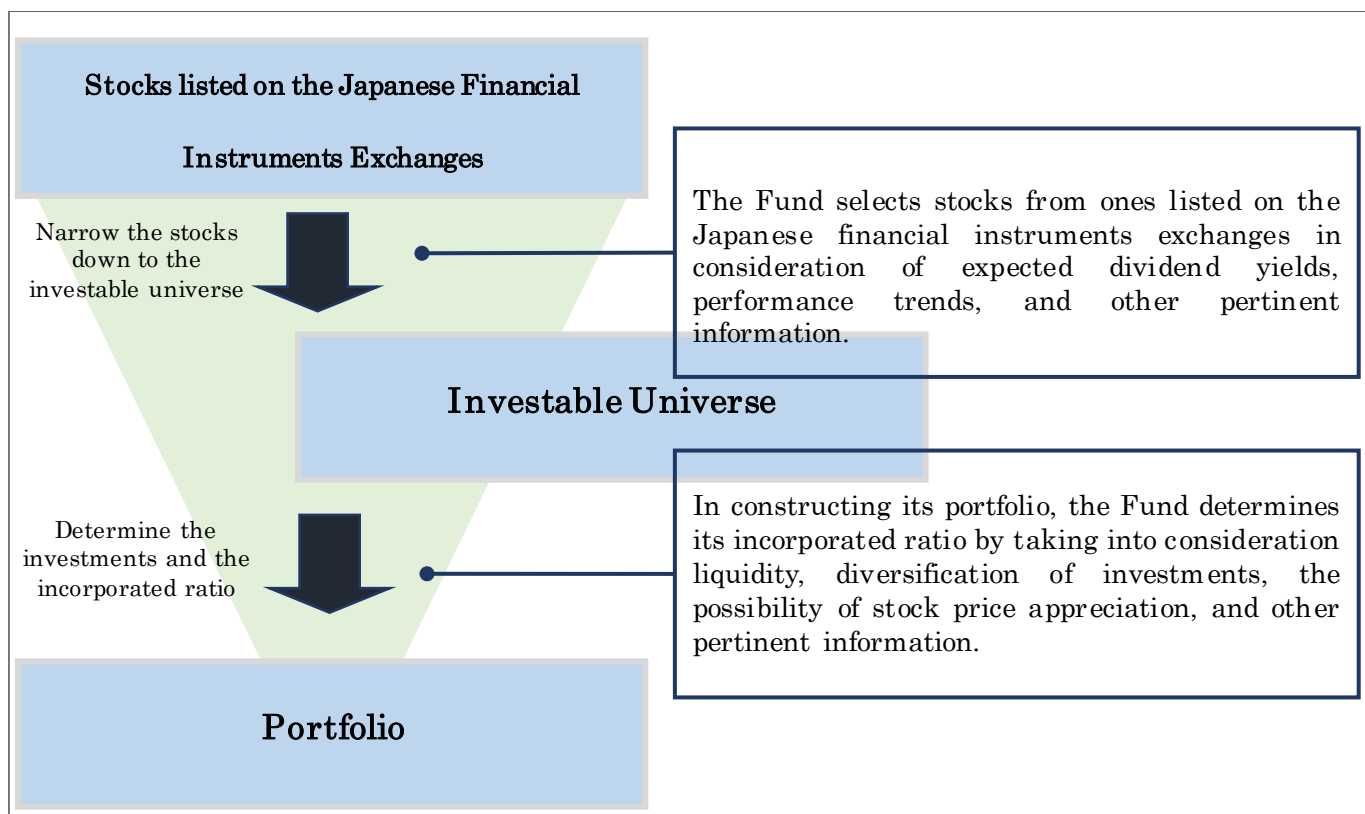 Stocks listed on the Japanese Financial
Instruments Exchanges
Narrow the stocks
down to the
investable universe
The Fund selects stocks from ones listed on the
Japanese financial instruments exchanges in
consideration of expected dividend yields,
performance trends, and other pertinent
information.
Investable Universe
Determine the
investments and the
incorporated ratio
In constructing its portfolio, the Fund determines
its incorporated ratio by taking into consideration
liquidity, diversification of investments, the
possibility of stock price appreciation, and other
pertinent information.
Portfolio